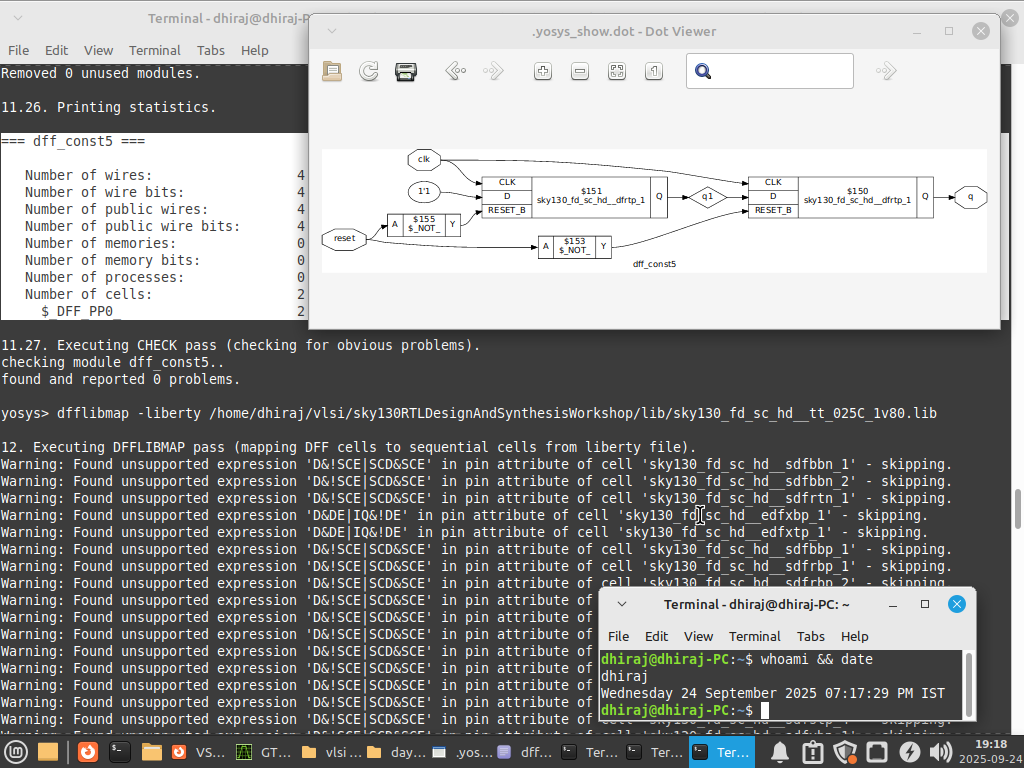 Terminal - dhiraj@dhiraj-P
File Edit View Terminal Tabs Help
Removed 0 unused modules.
11.26. Printing statistics.
=== dff_const5 ===
Number of wires: 4
Number of wire bits: 4
Number of public wires: 4
Number of public wire bits: 4
Number of memories: 0
Number of memory bits: 0
Number of processes: 0
Number of cells: 2
$_DFF_PP0_ 2
.yosys_show.dot - Dot Viewer
clk
1'1
reset
A $155 $_NOT_ Y
CLK
D
RESET_B
$151
sky130_fd_sc_hd__dfrtp_1
Q
q1
A $153 $_NOT_ Y
CLK
D
RESET_B
$150
sky130_fd_sc_hd__dfrtp_1
Q
q
dff_const5
11.27. Executing CHECK pass (checking for obvious problems).
checking module dff_const5..
found and reported 0 problems.
yosys> dfflibmap -liberty /home/dhiraj/vlsi/sky130RTLDesignAndSynthesisWorkshop/lib/sky130_fd_sc_hd__tt_025C_1v80.lib
12. Executing DFFLIBMAP pass (mapping DFF cells to sequential cells from liberty file).
Warning: Found unsupported expression 'D&!SCE|SCD&SCE' in pin attribute of cell 'sky130_fd_sc_hd__sdfbbn_1' - skipping.
Warning: Found unsupported expression 'D&!SCE|SCD&SCE' in pin attribute of cell 'sky130_fd_sc_hd__sdfbbn_2' - skipping.
Warning: Found unsupported expression 'D&!SCE|SCD&SCE' in pin attribute of cell 'sky130_fd_sc_hd__sdfrtn_1' - skipping.
Warning: Found unsupported expression 'D&DE|IQ&!DE' in pin attribute of cell 'sky130_fd_sc_hd__edfxbp_1' - skipping.
Warning: Found unsupported expression 'D&DE|IQ&!DE' in pin attribute of cell 'sky130_fd_sc_hd__edfxtp_1' - skipping.
Warning: Found unsupported expression 'D&!SCE|SCD&SCE' in pin attribute of cell 'sky130_fd_sc_hd__sdfbbp_1' - skipping.
Warning: Found unsupported expression 'D&!SCE|SCD&SCE' in pin attribute of cell 'sky130_fd_sc_hd__sdfrbp_1' - skipping.
Warning: Found unsupported expression 'D&!SCE|SCD&SCE' in pin attribute of cell 'sky130_fd_sc_hd__sdfrbp_2' - skipping.
Warning: Found unsupported expression 'D&!SCE|SCD&SCE' in pin attribute of
Warning: Found unsupported expression 'D&!SCE|SCD&SCE' in pin attribute of
Warning: Found unsupported expression 'D&!SCE|SCD&SCE' in pin attribute of
Warning: Found unsupported expression 'D&!SCE|SCD&SCE' in pin attribute of
Warning: Found unsupported expression 'D&!SCE|SCD&SCE' in pin attribute of
Warning: Found unsupported expression 'D&!SCE|SCD&SCE' in pin attribute of
Warning: Found unsupported expression 'D&!SCE|SCD&SCE' in pin attribute of
Warning: Found unsupported expression 'D&!SCE|SCD&SCE' in pin attribute of
Terminal - dhiraj@dhiraj-PC: ~
File Edit View Terminal Tabs Help
dhiraj@dhiraj-PC:~$ whoami && date
dhiraj
Wednesday 24 September 2025 07:17:29 PM IST
dhiraj@dhiraj-PC:~$
VS... GT... vlsi ... day... .yos... dff... Ter... Ter... Ter...
19:18
2025-09-24